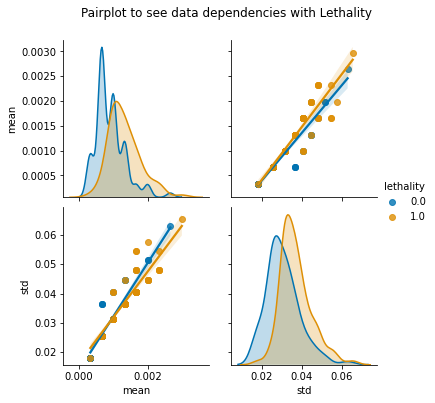 Pairplot to see data dependencies with Lethality
0.0030
0.0025
0.0020
0.0015
0.0010
0.0005
mean
lethality
0.0
1.0
0.06
0.05
0.04
0.03
0.02
std
0.000 0.002
mean
0.02 0.04 0.06
std